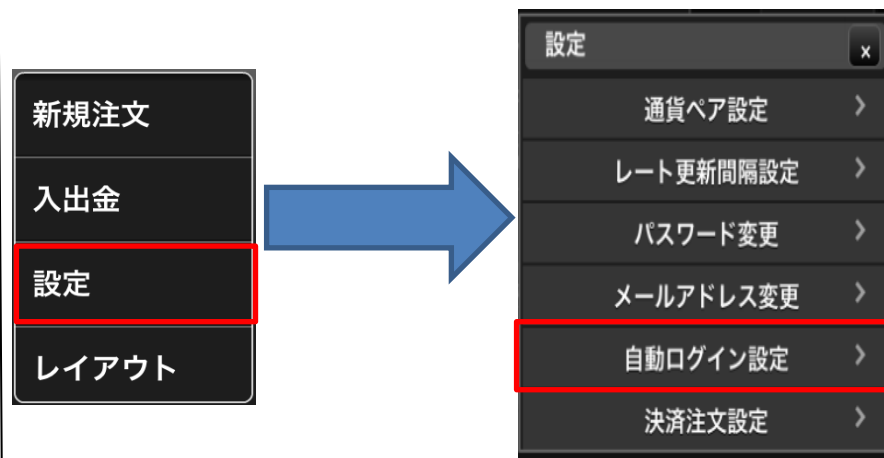 新規注文
入出金
設定
レイアウト
設定
x
通貨ペア設定
レート更新間隔設定
パスワード変更
メールアドレス変更
自動ログイン設定
決済注文設定